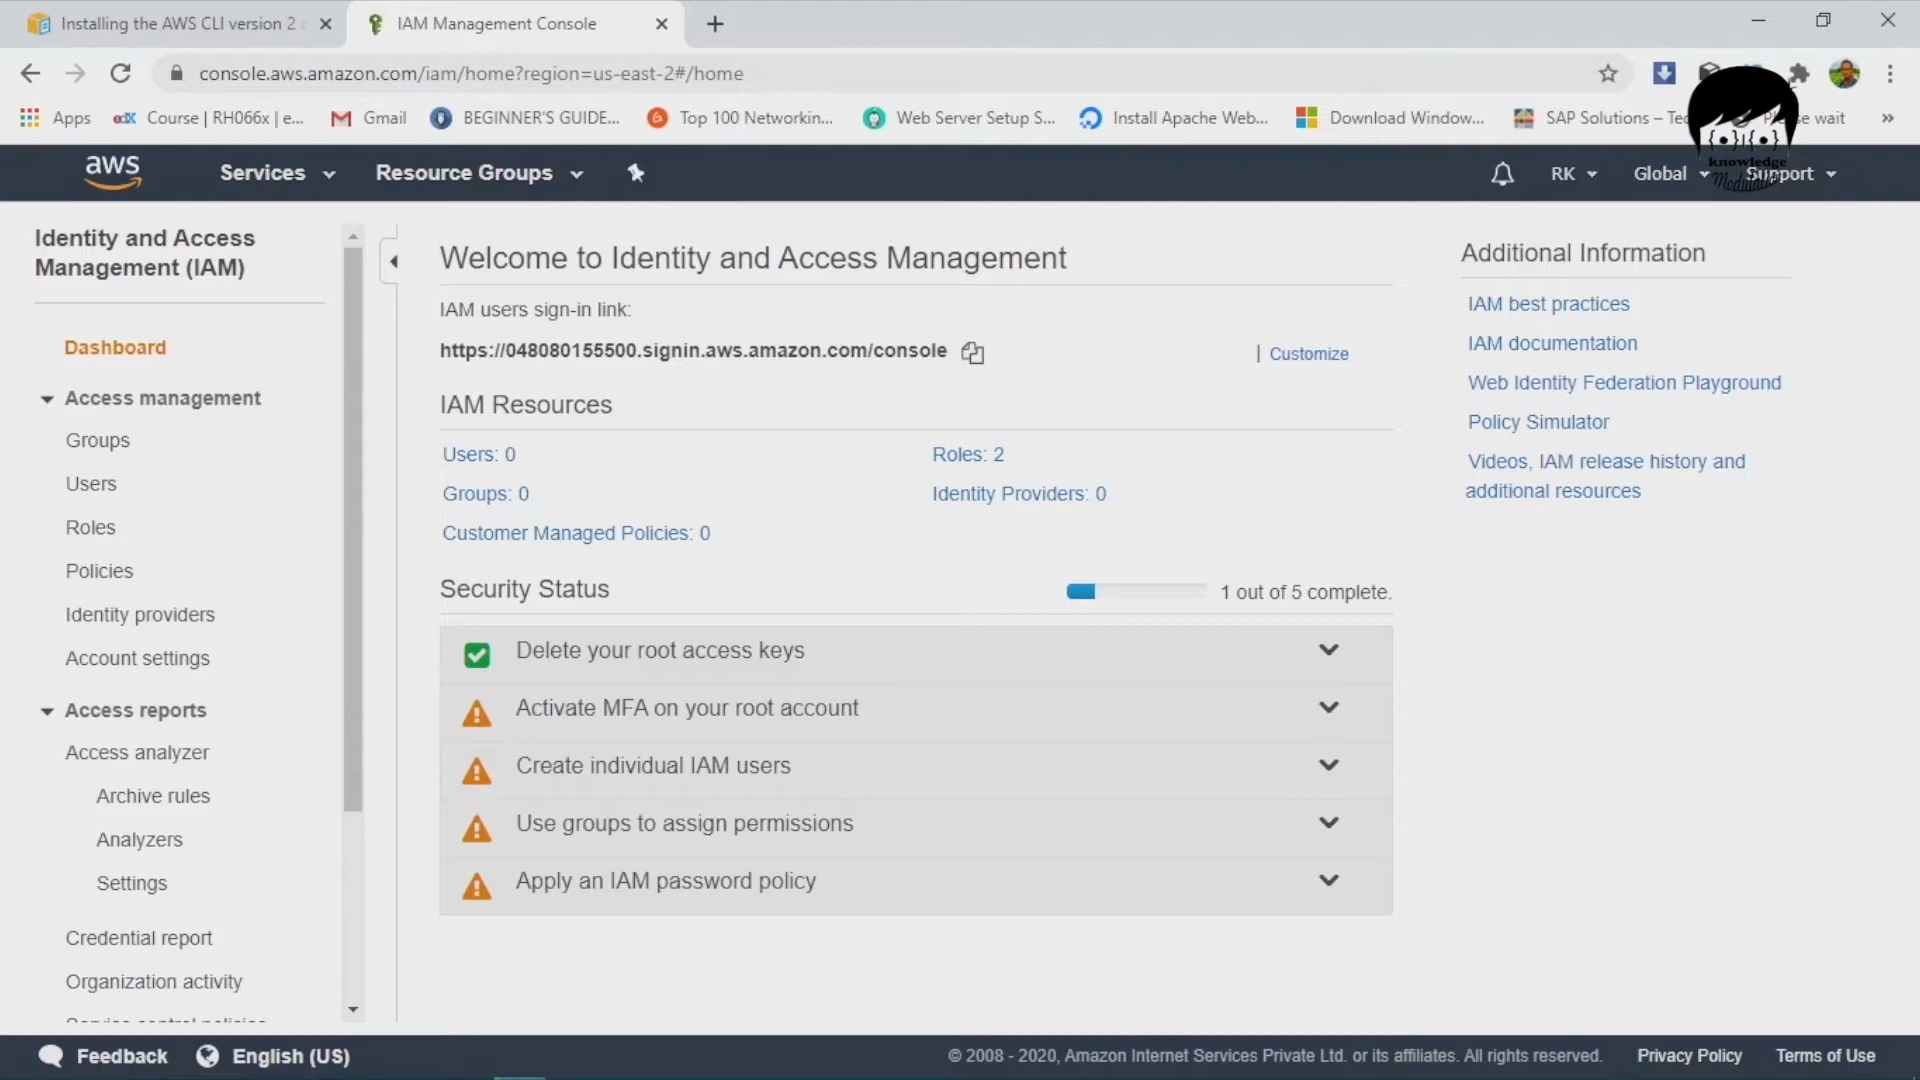 Installing the AWS CLI version 2
IAM Management Console
console.aws.amazon.com/iam/home?region=us-east-2#/home
Apps
edX Course | RH066x | e...
Gmail
BEGINNER'S GUIDE...
Top 100 Networkin...
Web Server Setup S...
Install Apache Web...
Download Window...
SAP Solutions – Tec
se wait
»
aws
Services
Resource Groups
RK
Global
Support
{•}|{•}
knowledge
Identity and Access
Management (IAM)
Dashboard
Access management
Groups
Users
Roles
Policies
Identity providers
Account settings
Access reports
Access analyzer
Archive rules
Analyzers
Settings
Credential report
Organization activity
Service control policies
Welcome to Identity and Access Management
IAM users sign-in link:
https://048080155500.signin.aws.amazon.com/console
| Customize
IAM Resources
Users: 0
Roles: 2
Groups: 0
Identity Providers: 0
Customer Managed Policies: 0
Security Status
1 out of 5 complete.
Delete your root access keys
Activate MFA on your root account
Create individual IAM users
Use groups to assign permissions
Apply an IAM password policy
Additional Information
IAM best practices
IAM documentation
Web Identity Federation Playground
Policy Simulator
Videos, IAM release history and
additional resources
Feedback
English (US)
© 2008 - 2020, Amazon Internet Services Private Ltd. or its affiliates. All rights reserved.
Privacy Policy
Terms of Use